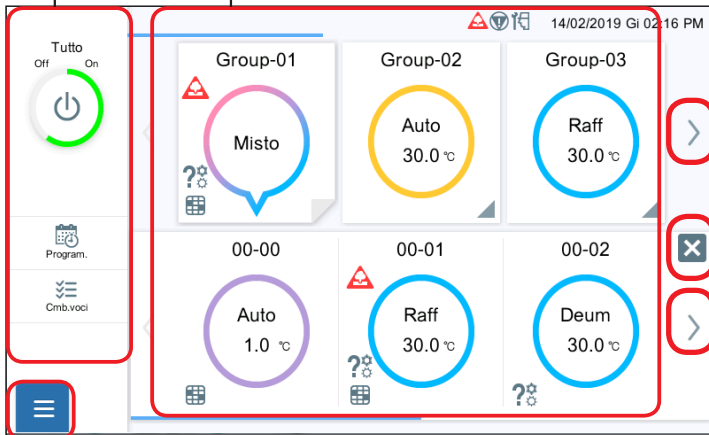 14/02/2019 Gi 02:16 PM
Tutto
Off On
Program.
Cmb.voci
Group-01
Misto
Group-02
Auto
30.0 ℃
Group-03
Raff
30.0 ℃
00-00
Auto
1.0 ℃
00-01
Raff
30.0 ℃
00-02
Deum
30.0 ℃